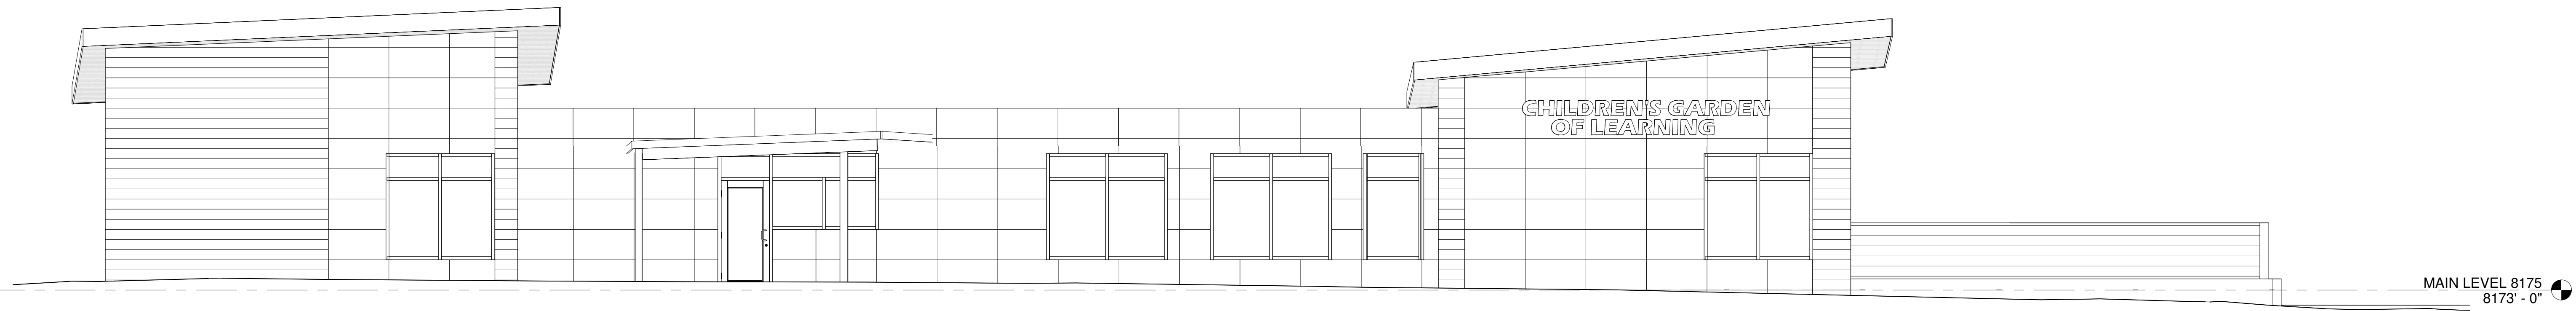 CHILDREN'S GARDEN
OF LEARNING
MAIN LEVEL 8175
8173' - 0"